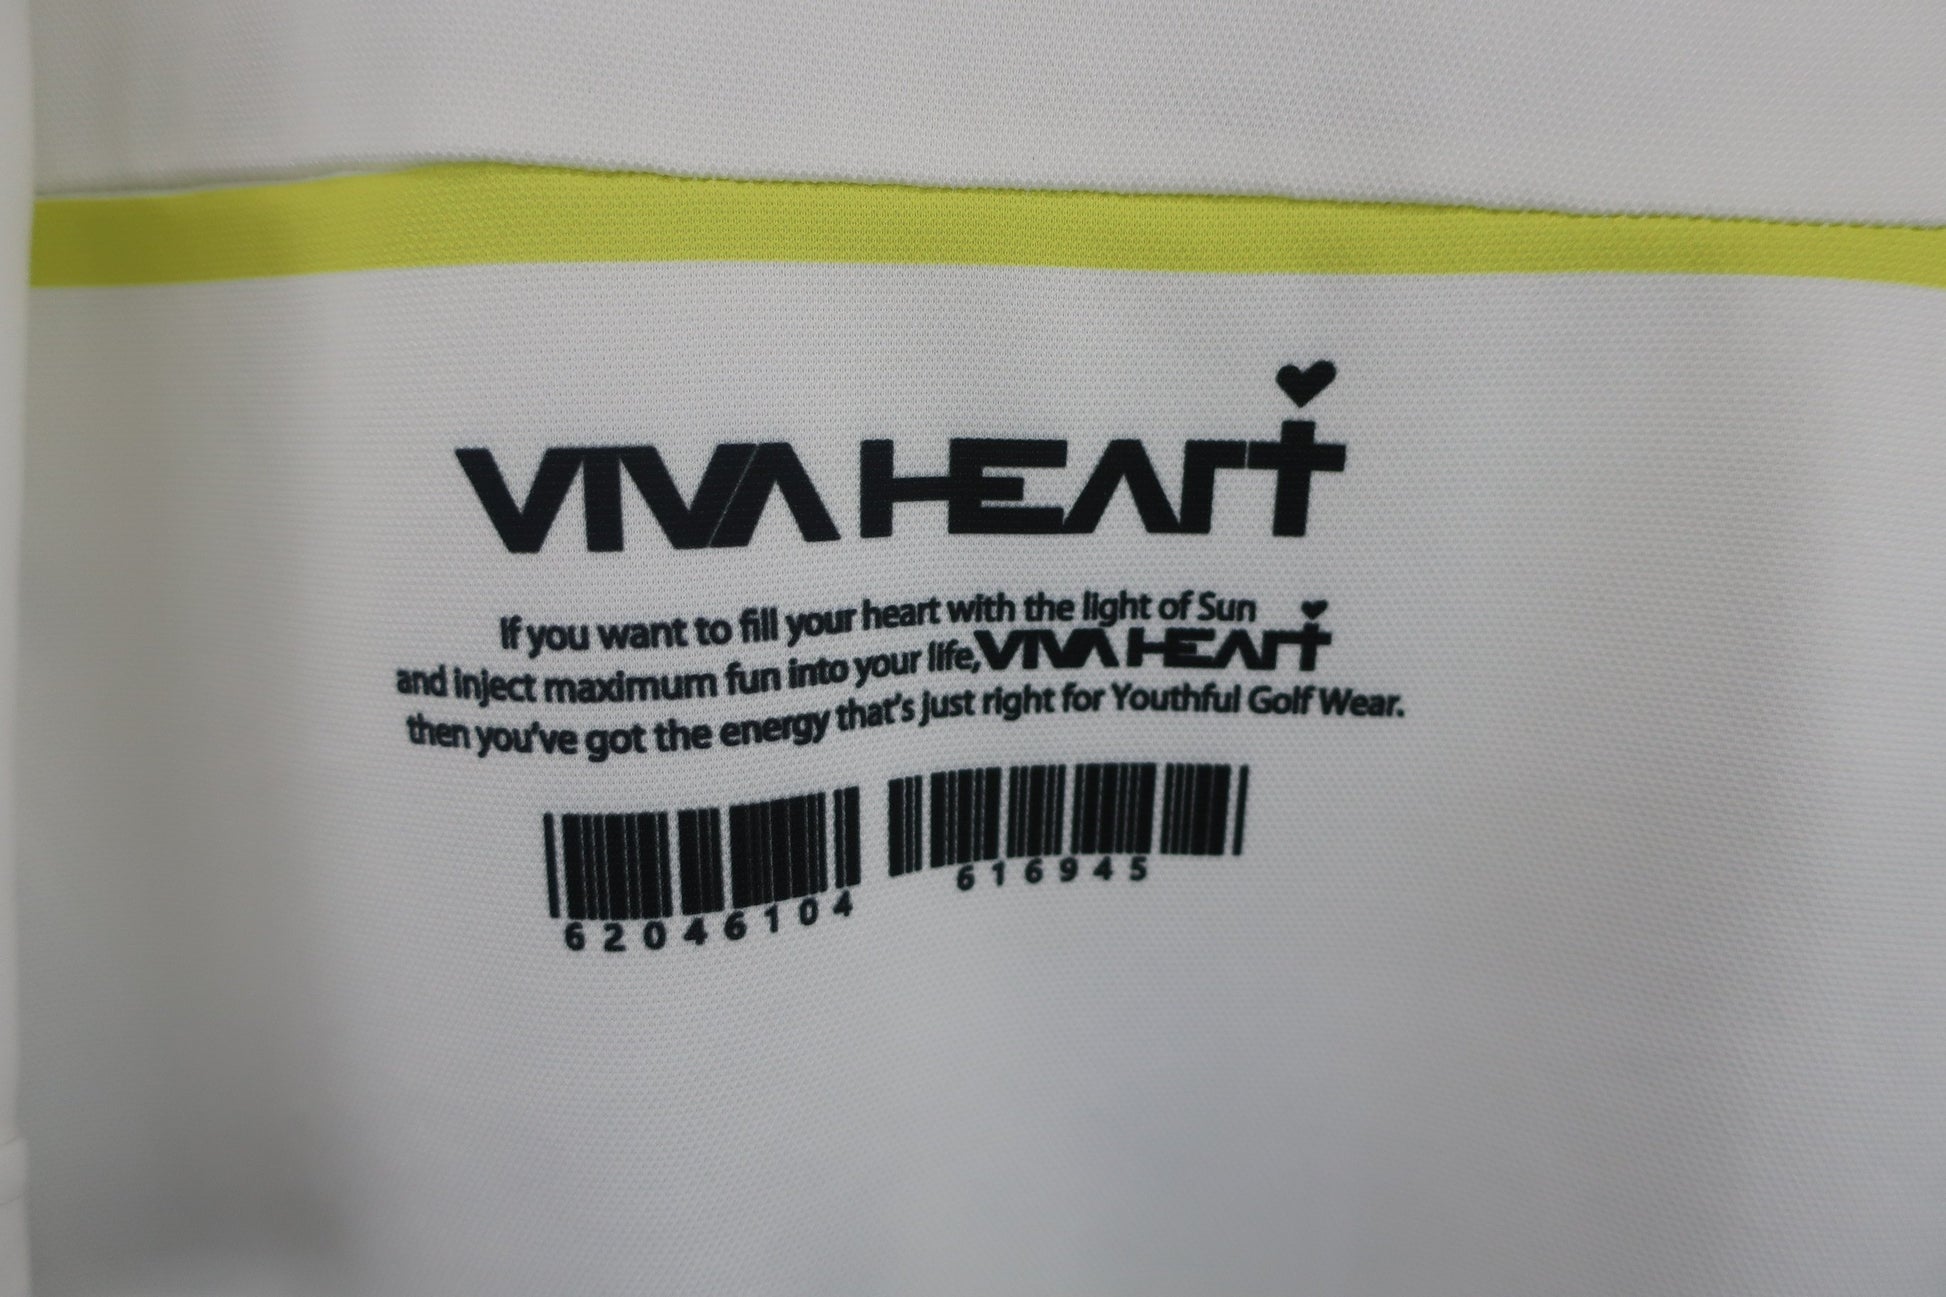 VIVA HEART
If you want to fill your heart with the light of Sun
and inject maximum fun into your life, VIVA HEART
then you've got the energy that's just right for Youthful Golf Wear.
62046104 616945